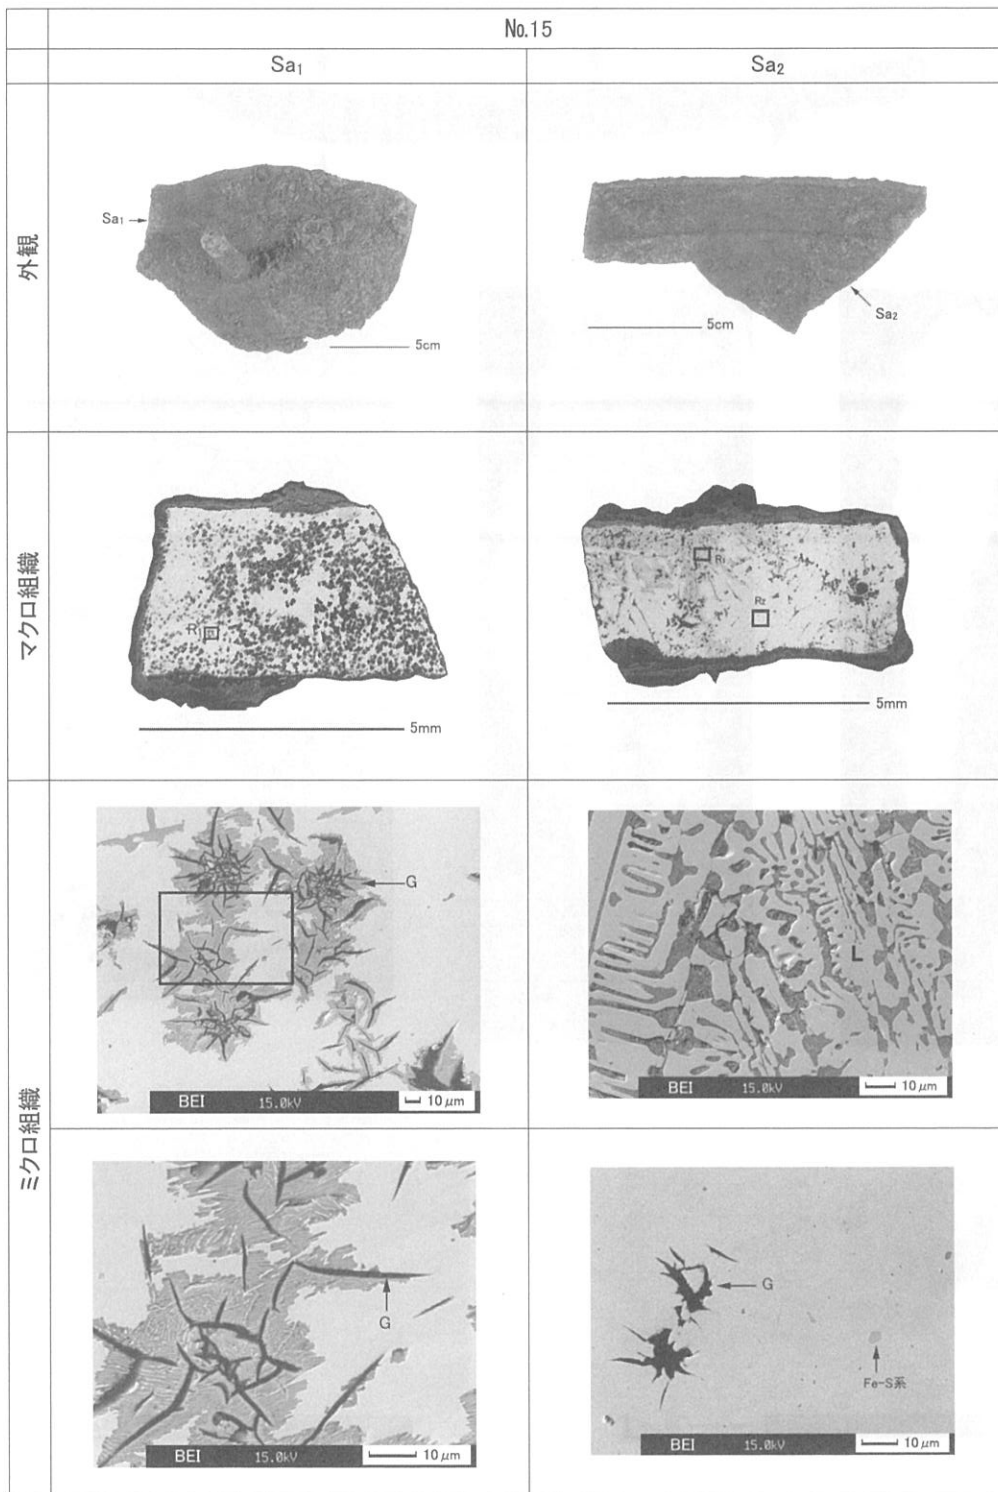 No.15
Sa1
Sa2
外観
Sa1
5cm
5cm
Sa2
マクロ組織
R1
5mm
R1
R2
5mm
ミクロ組織
G
BEI 15.0kV 10μm
L
BEI 15.0kV 10μm
G
BEI 15.0kV 10μm
G
Fe-S系
BEI 15.0kV 10μm